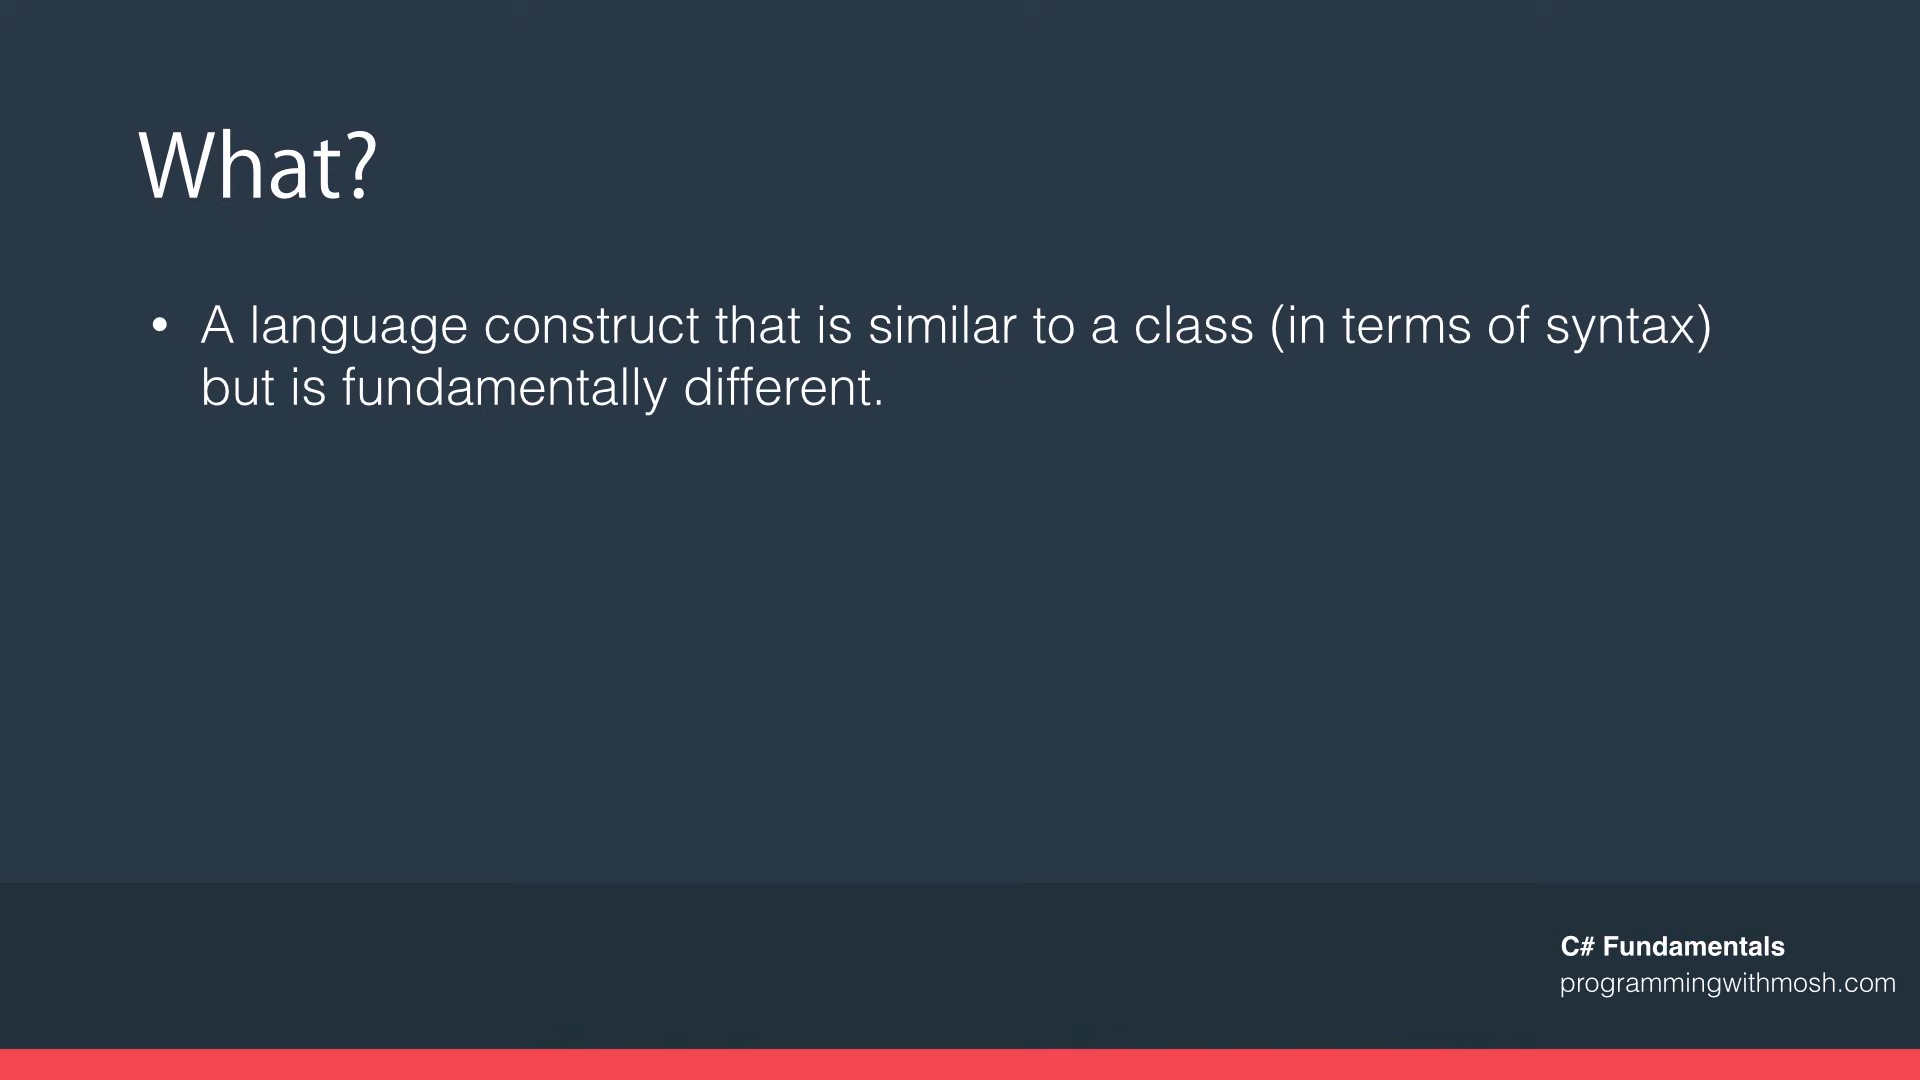 What?
• A language construct that is similar to a class (in terms of syntax)
but is fundamentally different.
C# Fundamentals
programmingwithmosh.com